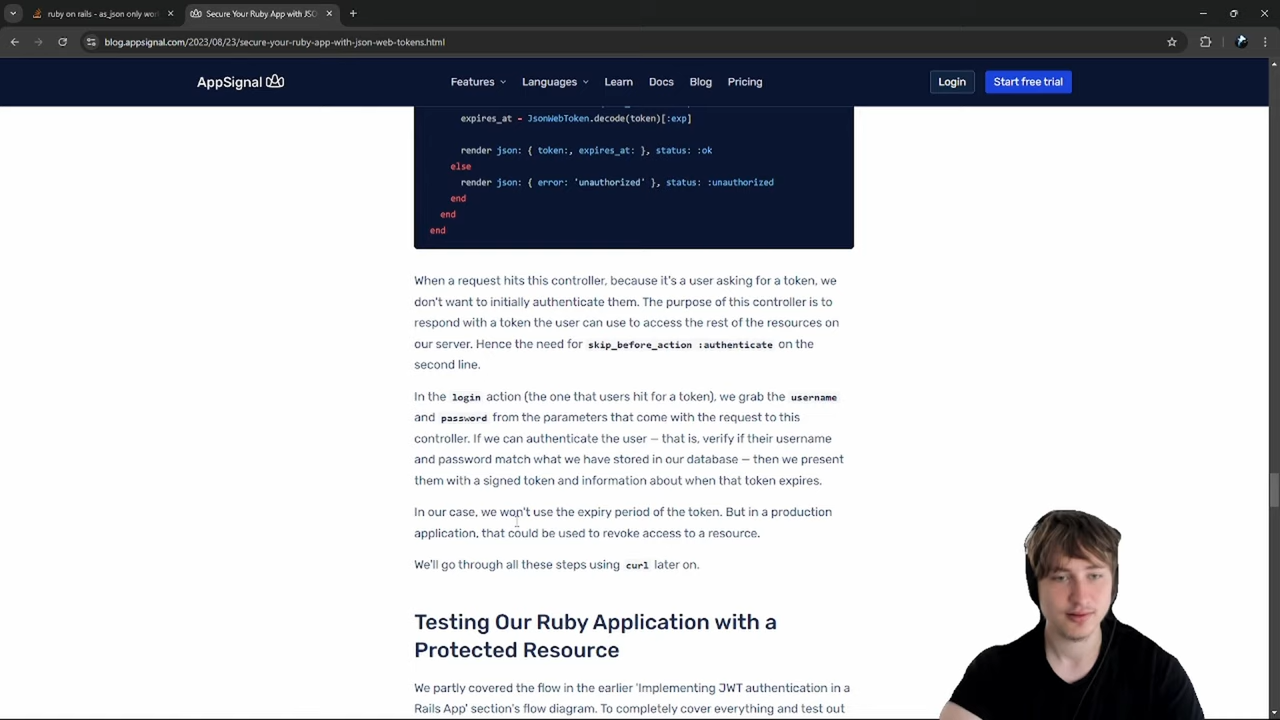 ruby on rails - as_json only wor
Secure Your Ruby App with JSO
blog.appsignal.com/2023/08/23/secure-your-ruby-app-with-json-web-tokens.html
AppSignal
Features
Languages
Learn
Docs
Blog
Pricing
Login
Start free trial
expires_at = JsonWebToken.decode(token)[:exp]
render json: { token:, expires_at: }, status: :ok
else
render json: { error: 'unauthorized' }, status: :unauthorized
end
end
end
When a request hits this controller, because it's a user asking for a token, we
don't want to initially authenticate them. The purpose of this controller is to
respond with a token the user can use to access the rest of the resources on
our server. Hence the need for skip_before_action :authenticate on the
second line.
In the login action (the one that users hit for a token), we grab the username
and password from the parameters that come with the request to this
controller. If we can authenticate the user — that is, verify if their username
and password match what we have stored in our database — then we present
them with a signed token and information about when that token expires.
In our case, we won't use the expiry period of the token. But in a production
application, that could be used to revoke access to a resource.
We'll go through all these steps using curl later on.
Testing Our Ruby Application with a
Protected Resource
We partly covered the flow in the earlier 'Implementing JWT authentication in a
Rails App' section's flow diagram. To completely cover everything and test out